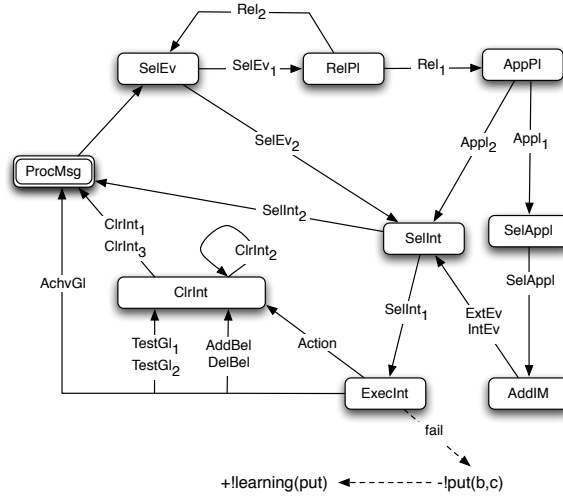 Rel2
SelEv
SelEv1
RelPl
Rel1
AppPl
SelEv2
Appl2
Appl1
ProcMsg
SelInt2
ClrInt1
ClrInt3
ClrInt2
SelInt
SelAppl
SelAppl
AchvGl
ClrInt
SelInt1
ExtEv
IntEv
TestGl1
TestGl2
AddBel
DelBel
Action
ExecInt
AddIM
fail
+!learning(put)
-!put(b,c)